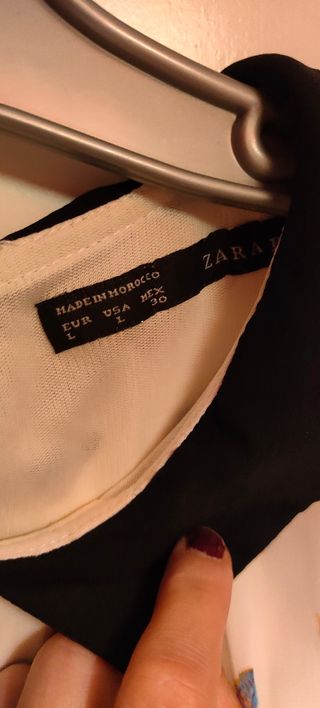 ZARA
MADE IN MOROCCO
EUR USA MEX
L L 30